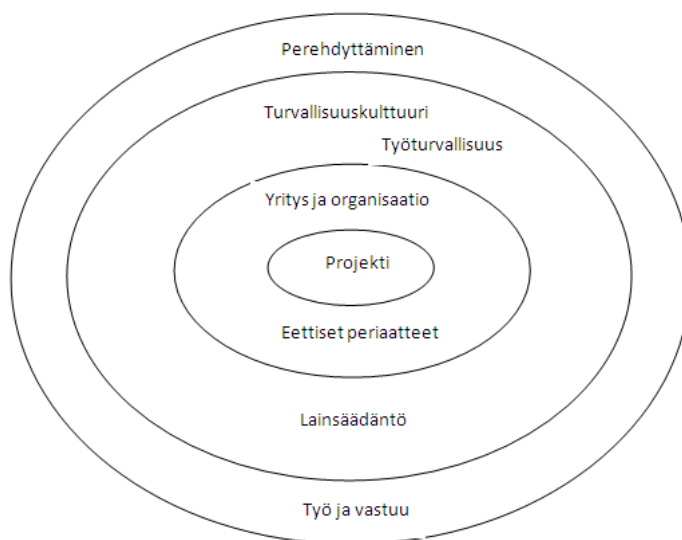 Perehdyttäminen
Turvallisuuskulttuuri
Työturvallisuus
Yritys ja organisaatio
Projekti
Eettiset periaatteet
Lainsäädäntö
Työ ja vastuu